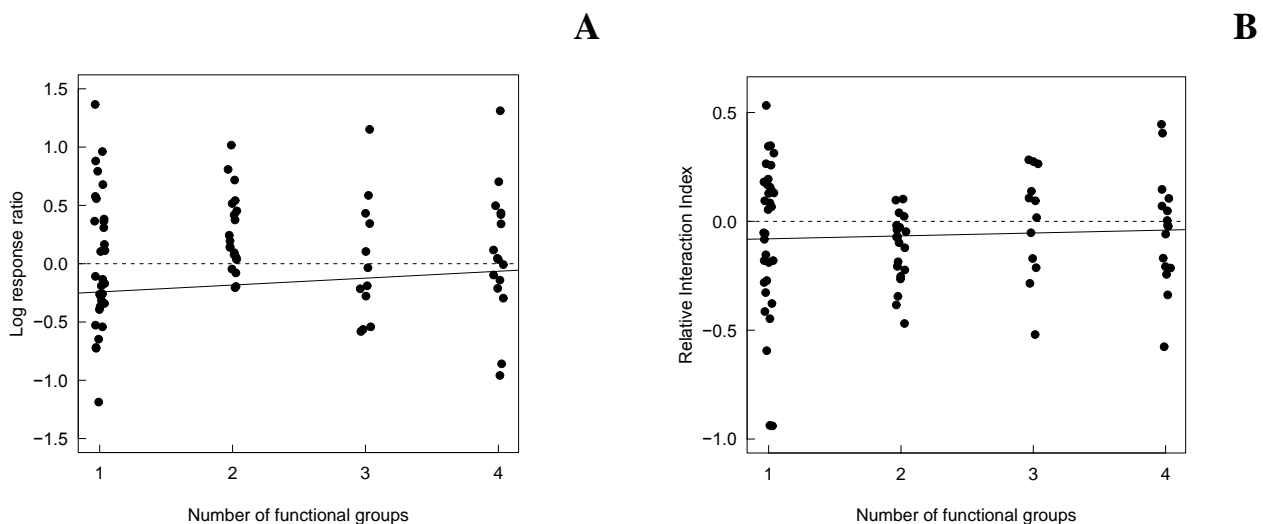 A
Log response ratio
1.5
1.0
0.5
0.0
−0.5
−1.0
−1.5
1 2 3 4
Number of functional groups
B
Relative Interaction Index
0.5
0.0
−0.5
−1.0
1 2 3 4
Number of functional groups